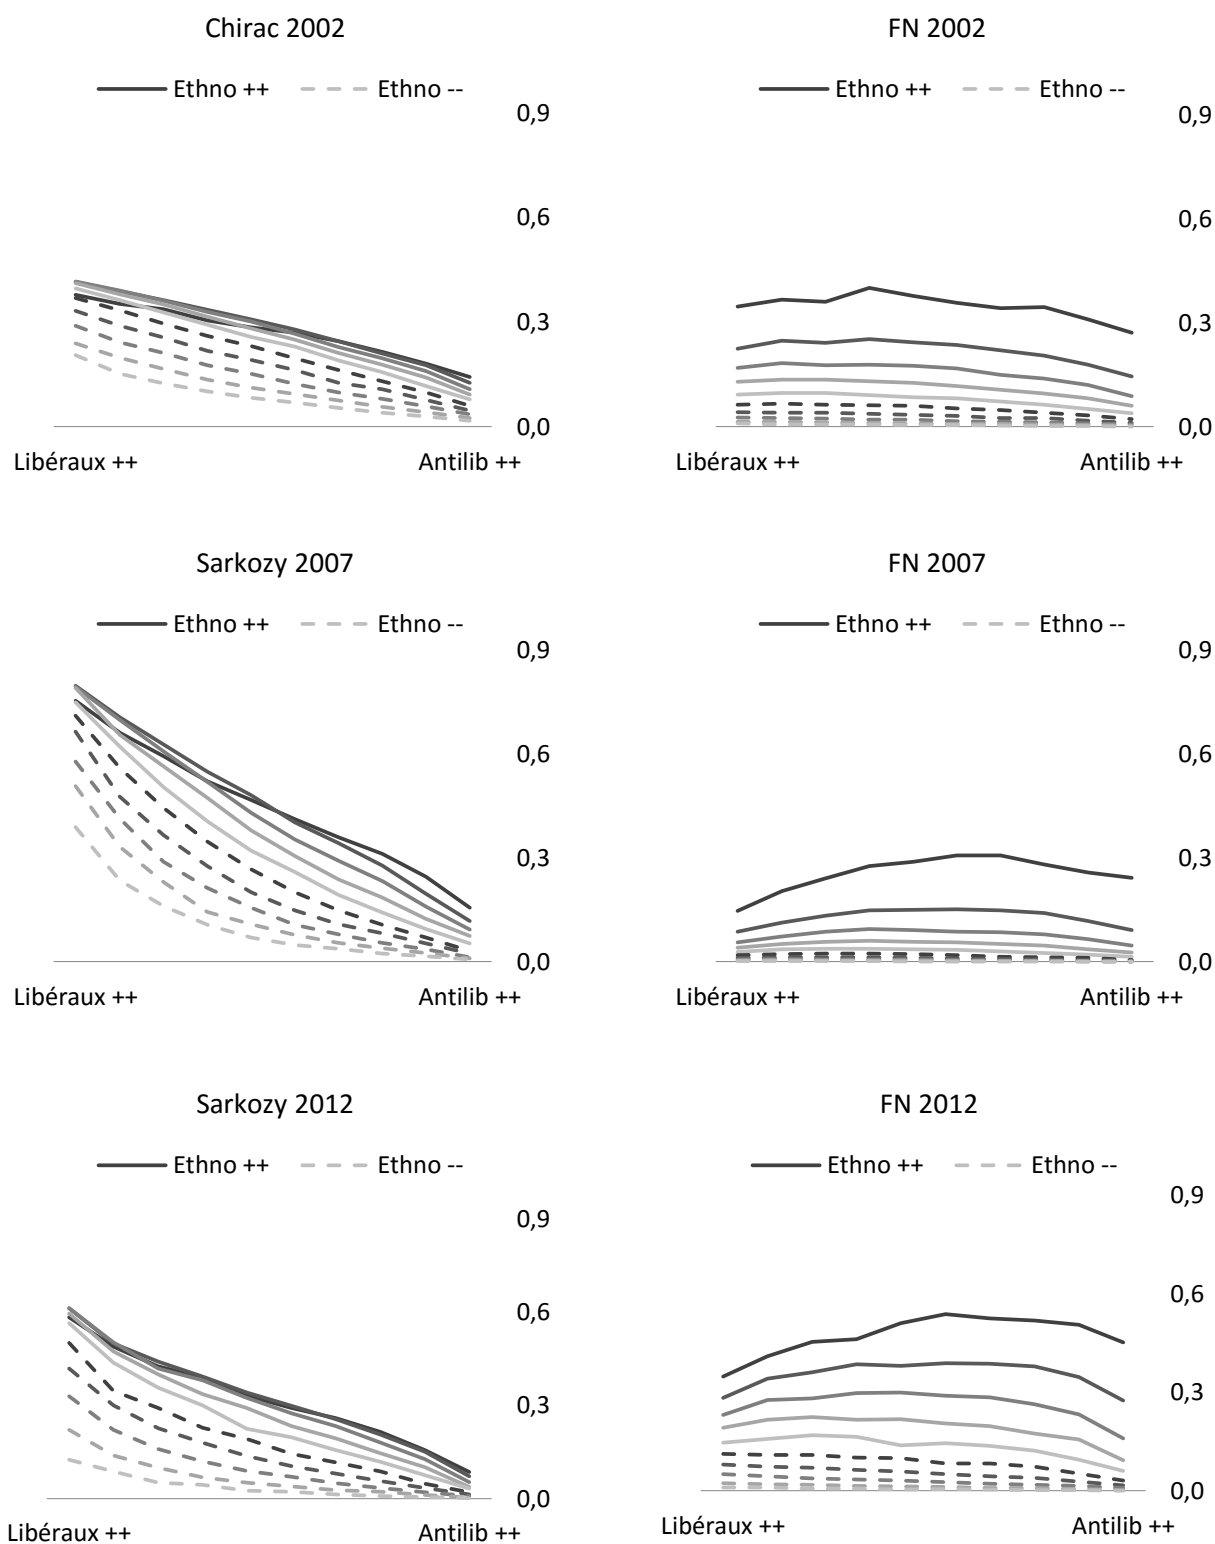 Chirac 2002
Ethno ++ Ethno --
0,9
0,6
0,3
0,0
Libéraux ++ Antilib ++
FN 2002
Ethno ++ Ethno --
0,9
0,6
0,3
0,0
Libéraux ++ Antilib ++
Sarkozy 2007
Ethno ++ Ethno --
0,9
0,6
0,3
0,0
Libéraux ++ Antilib ++
FN 2007
Ethno ++ Ethno --
0,9
0,6
0,3
0,0
Libéraux ++ Antilib ++
Sarkozy 2012
Ethno ++ Ethno --
0,9
0,6
0,3
0,0
Libéraux ++ Antilib ++
FN 2012
Ethno ++ Ethno --
0,9
0,6
0,3
0,0
Libéraux ++ Antilib ++